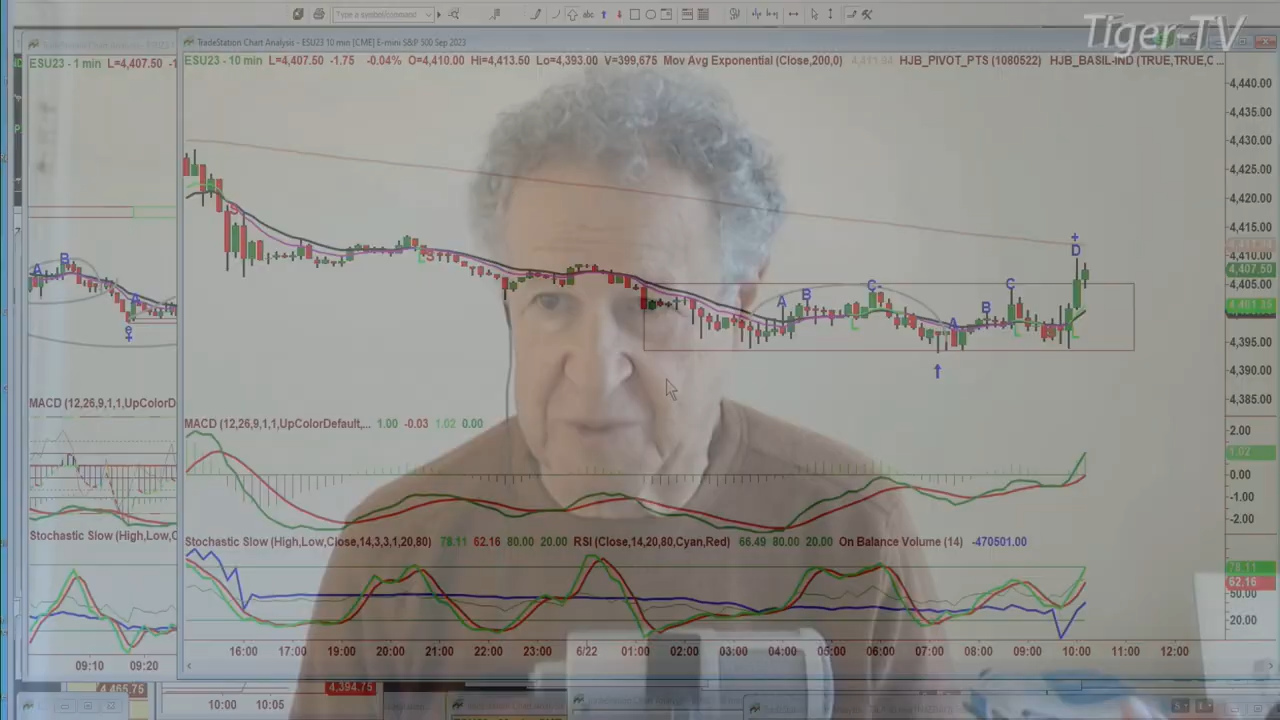 Type a symbol/command
Tiger-TV
TradeStation Chart Analysis - ESU23 10 min [CME] E-mini S&P 500 Sep 2023
ESU23 - 1 min L=4,407.50
ESU23 - 10 min L=4,407.50 -1.75 -0.04% O=4,410.00 Hi=4,413.50 Lo=4,393.00 V=399,675 Mov Avg Exponential (Close,200,0) HJB_PIVOT_PTS (1080522) HJB_BASIL-IND (TRUE,TRUE,C...
4,440.00
4,435.00
4,430.00
4,425.00
4,420.00
4,415.00
4,410.00
4,407.50
4,405.00
4,401.35
4,395.00
4,390.00
4,385.00
S
L S
A B C
L
A B C
L
D
L
A B
A
e
MACD (12,26,9,1,1,UpColorD
MACD (12,26,9,1,1,UpColorDefault,... 1.00 -0.03 1.02 0.00
2.00
1.02
0.00
-1.00
-2.00
Stochastic Slow (High,Low,C
Stochastic Slow (High,Low,Close,14,3,3,1,20,80) 78.11 62.16 80.00 20.00 RSI (Close,14,20,80,Cyan,Red) 66.49 80.00 20.00 On Balance Volume (14) -470501.00
78.11
62.16
50.00
20.00
09:10 09:20
16:00 17:00 19:00 20:00 21:00 22:00 23:00 6/22 01:00 02:00 03:00 04:00 05:00 06:00 07:00 08:00 09:00 10:00 11:00 12:00
4,465.75
4,394.75
10:00 10:05